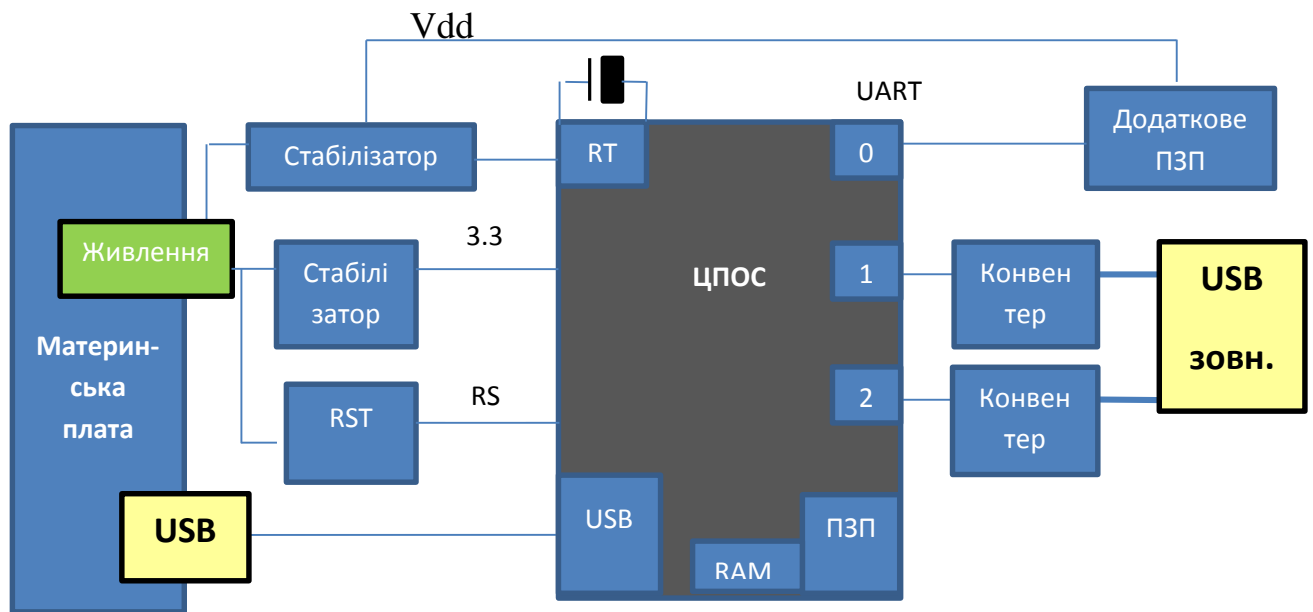 Vdd
UART
Стабілізатор
RT
0
Додаткове
ПЗП
Живлення
3.3
Стабілі
затор
ЦПОС
1
Конвен
тер
USB
зовн.
Материн-
ська
плата
RST
RS
2
Конвен
тер
USB
USB
RAM
ПЗП